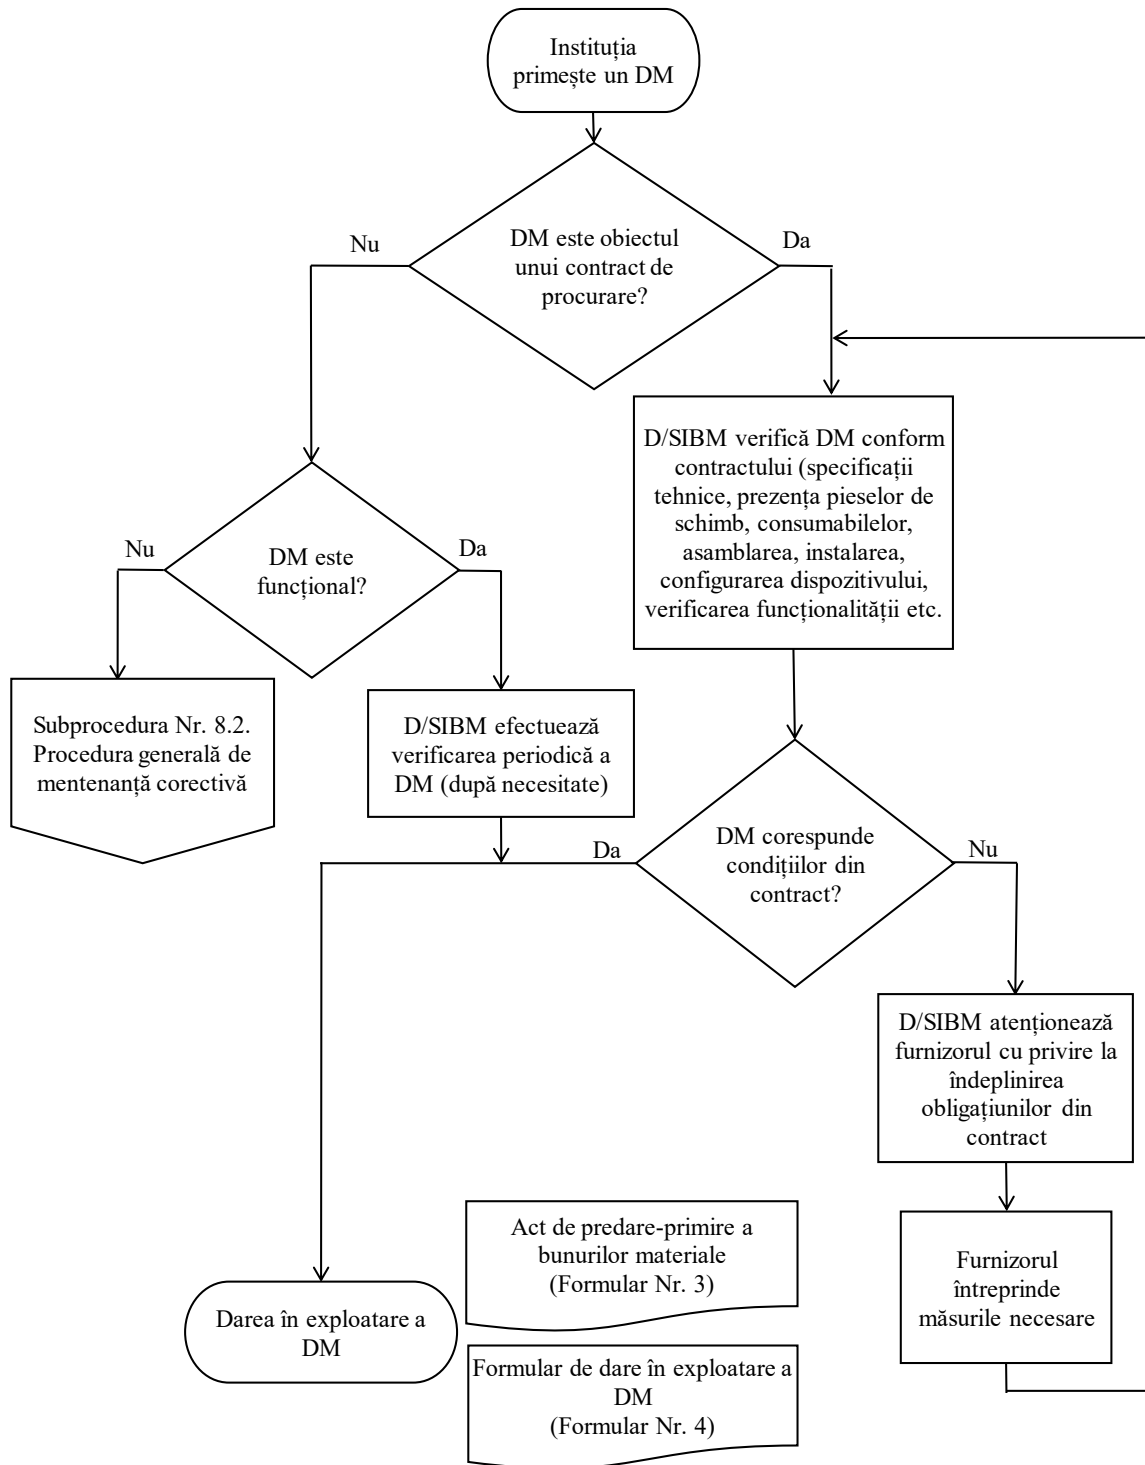 Instituția
primește un DM
Nu
DM este obiectul
unui contract de
procurare?
Da
D/SIBM verifică DM conform
contractului (specificații
tehnice, prezența pieselor de
schimb, consumabilelor,
asamblarea, instalarea,
configurarea dispozitivului,
verificarea funcționalității etc.
Nu
DM este
funcțional?
Da
Subprocedura Nr. 8.2.
Procedura generală de
mentenanță corectivă
D/SIBM efectuează
verificarea periodică a
DM (după necesitate)
Da
DM corespunde
condițiilor din
contract?
Nu
D/SIBM atenționează
furnizorul cu privire la
îndeplinirea
obligațiunilor din
contract
Act de predare-primire a
bunurilor materiale
(Formular Nr. 3)
Furnizorul
întreprinde
măsurile necesare
Darea în exploatare a
DM
Formular de dare în exploatare a
DM
(Formular Nr. 4)